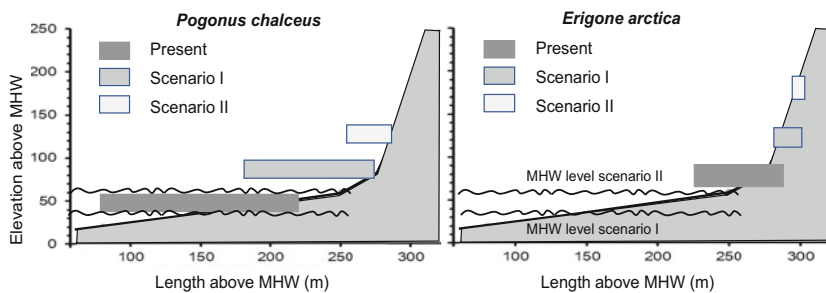 Pogonus chalceus
Erigone arctica
250
200
150
100
50
0
Elevation above MHW
Present
Scenario I
Scenario II
Present
Scenario I
Scenario II
MHW level scenario II
MHW level scenario I
100 150 200 250 300
100 150 200 250 300
Length above MHW (m)
Length above MHW (m)